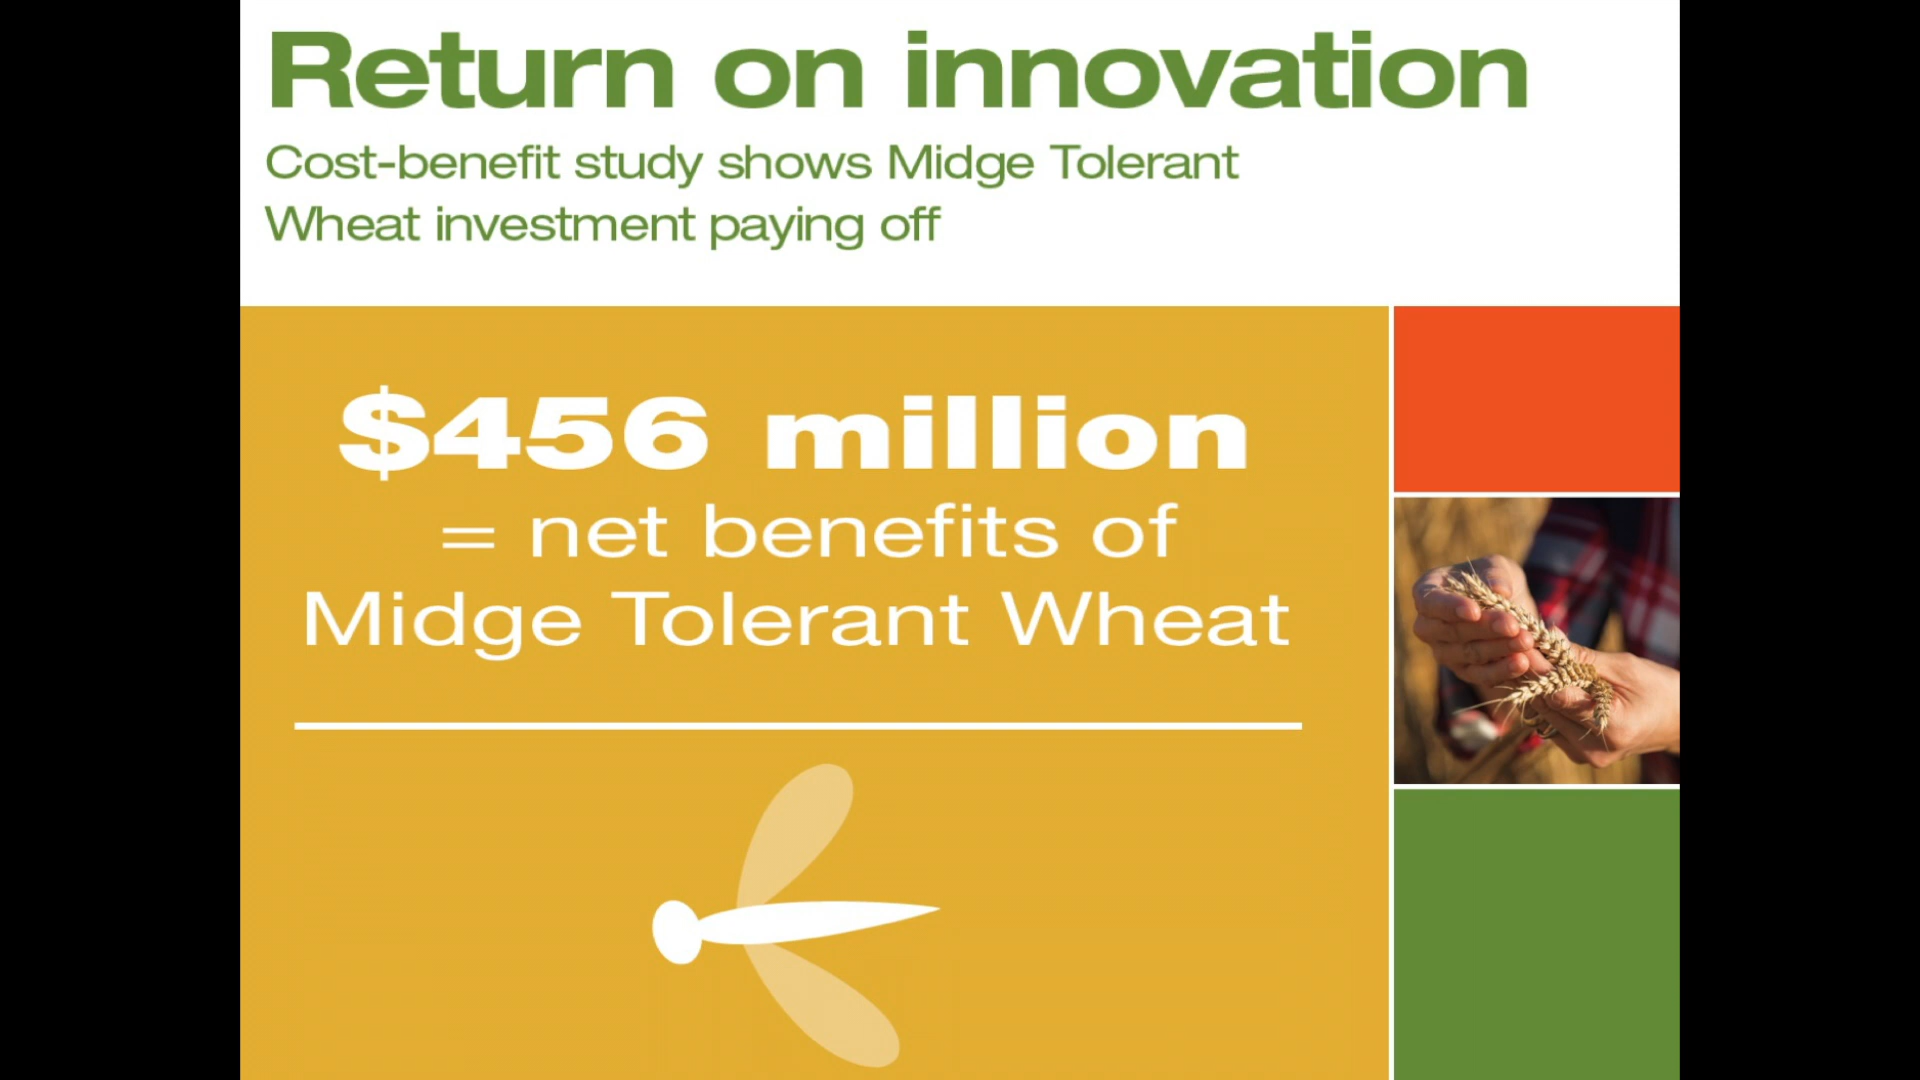 Return on innovation
Cost-benefit study shows Midge Tolerant
Wheat investment paying off
$456 million
= net benefits of
Midge Tolerant Wheat